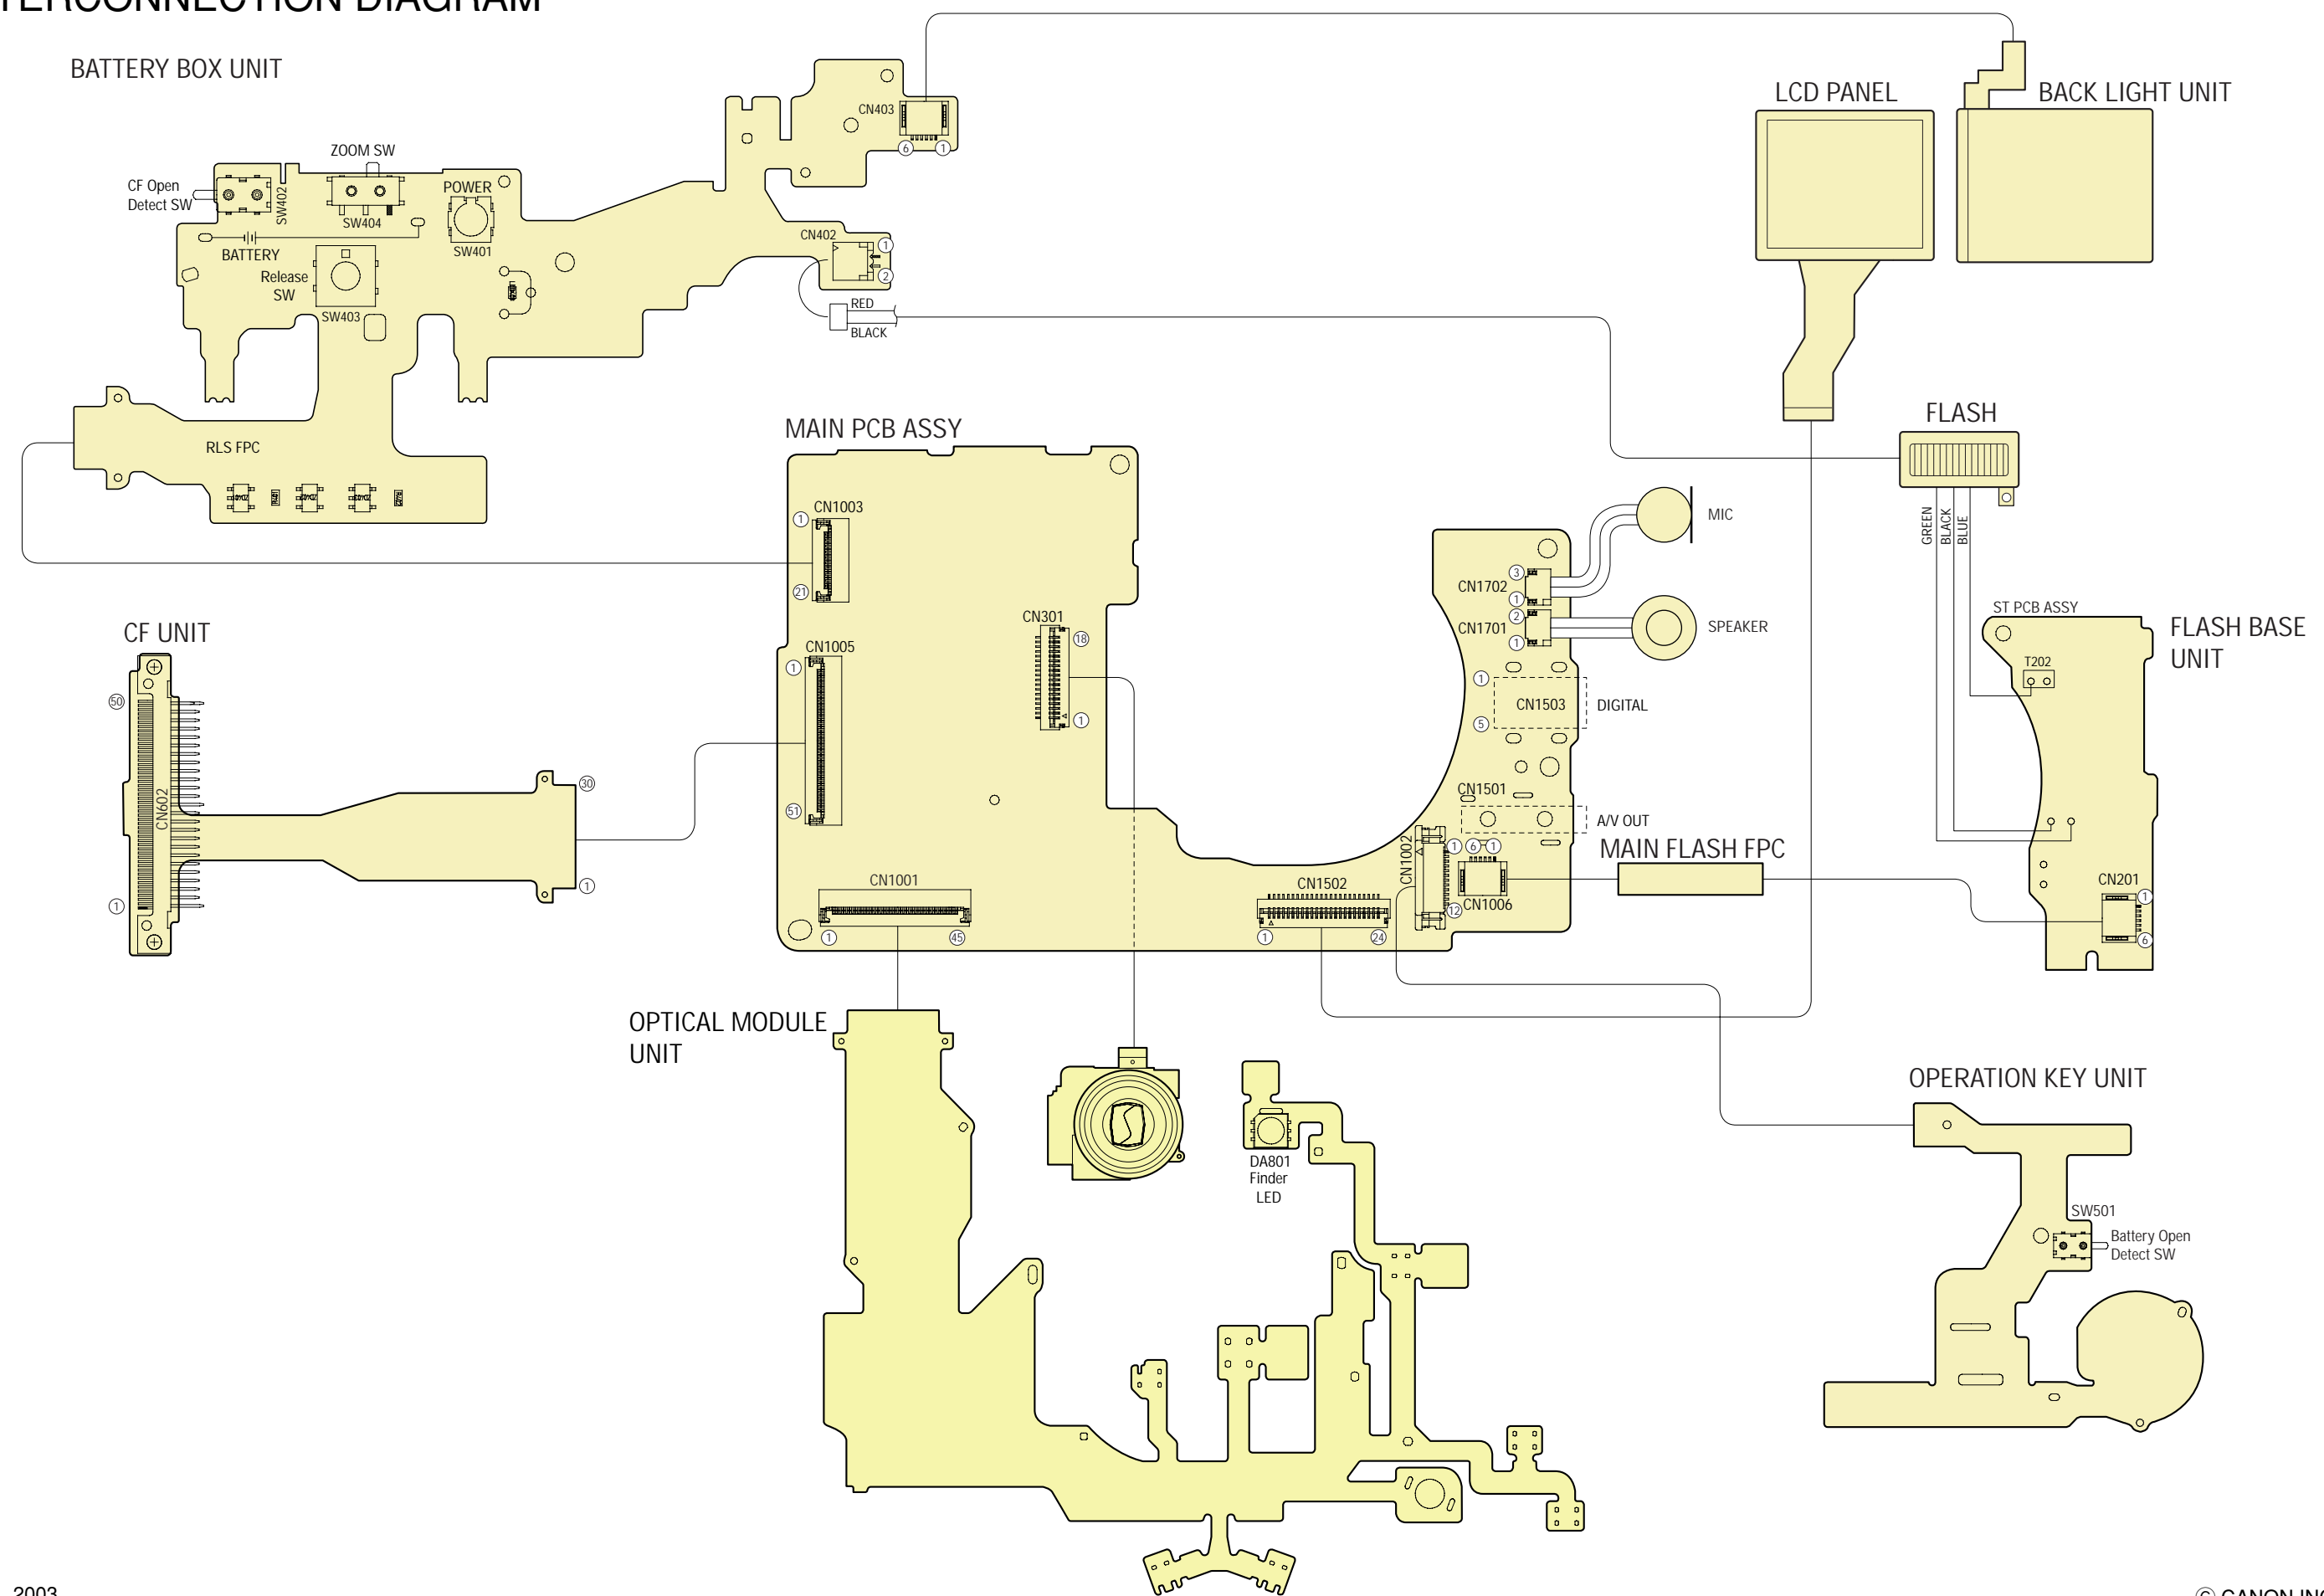 TERCONNECTION DIAGRAM
BATTERY BOX UNIT
CN403
6
1
LCD PANEL
BACK LIGHT UNIT
ZOOM SW
CF Open
Detect SW
SW402
SW404
POWER
SW401
BATTERY
Release
SW
SW403
CN402
1
2
RED
BLACK
RLS FPC
MAIN PCB ASSY
FLASH
GREEN
BLACK
BLUE
CN1003
1
21
MIC
CN1702
3
1
CN1701
2
1
SPEAKER
CF UNIT
50
CN602
1
30
1
CN1005
1
51
CN301
18
1
ST PCB ASSY
FLASH BASE
UNIT
T202
1
CN1503
5
DIGITAL
CN1501
A/V OUT
CN1002
1
12
6
1
CN1006
MAIN FLASH FPC
CN201
1
6
CN1001
1
45
CN1502
1
24
OPTICAL MODULE
UNIT
DA801
Finder
LED
OPERATION KEY UNIT
SW501
Battery Open
Detect SW
2003